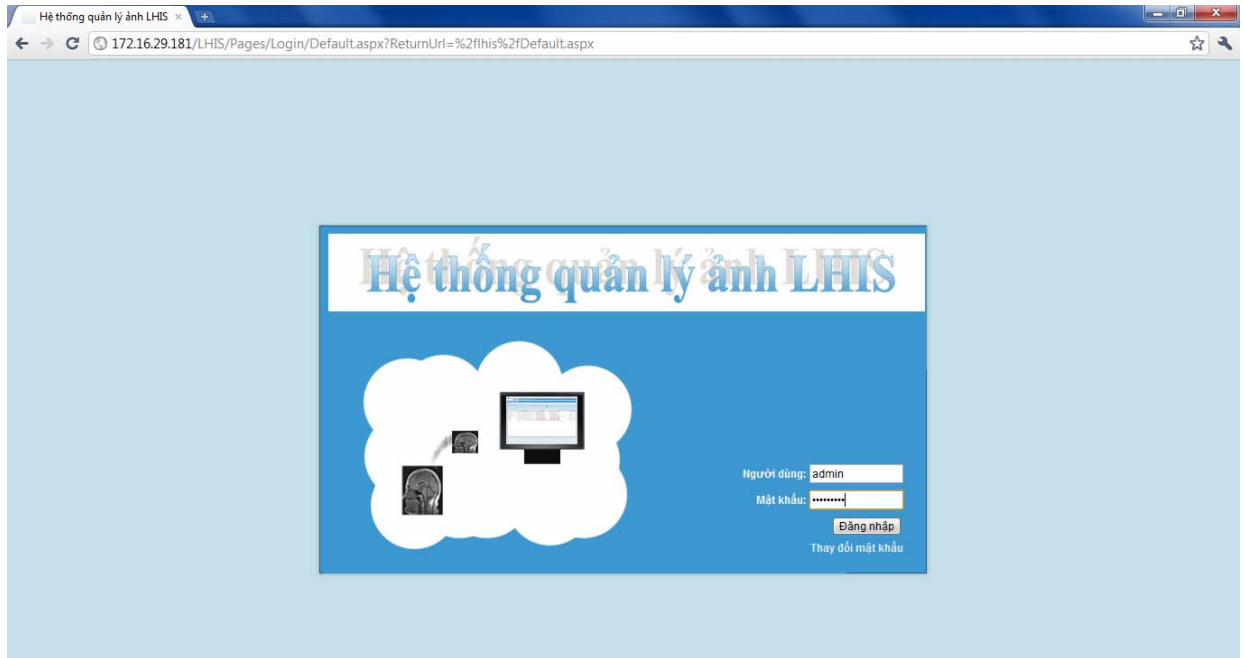 Hệ thống quản lý ảnh LHIS
172.16.29.181/LHIS/Pages/Login/Default.aspx?ReturnUrl=%2flhis%2fDefault.aspx
Hệ thống quản lý ảnh LHIS
Người dùng: admin
Mật khẩu: •••••••••
Đăng nhập
Thay đổi mật khẩu